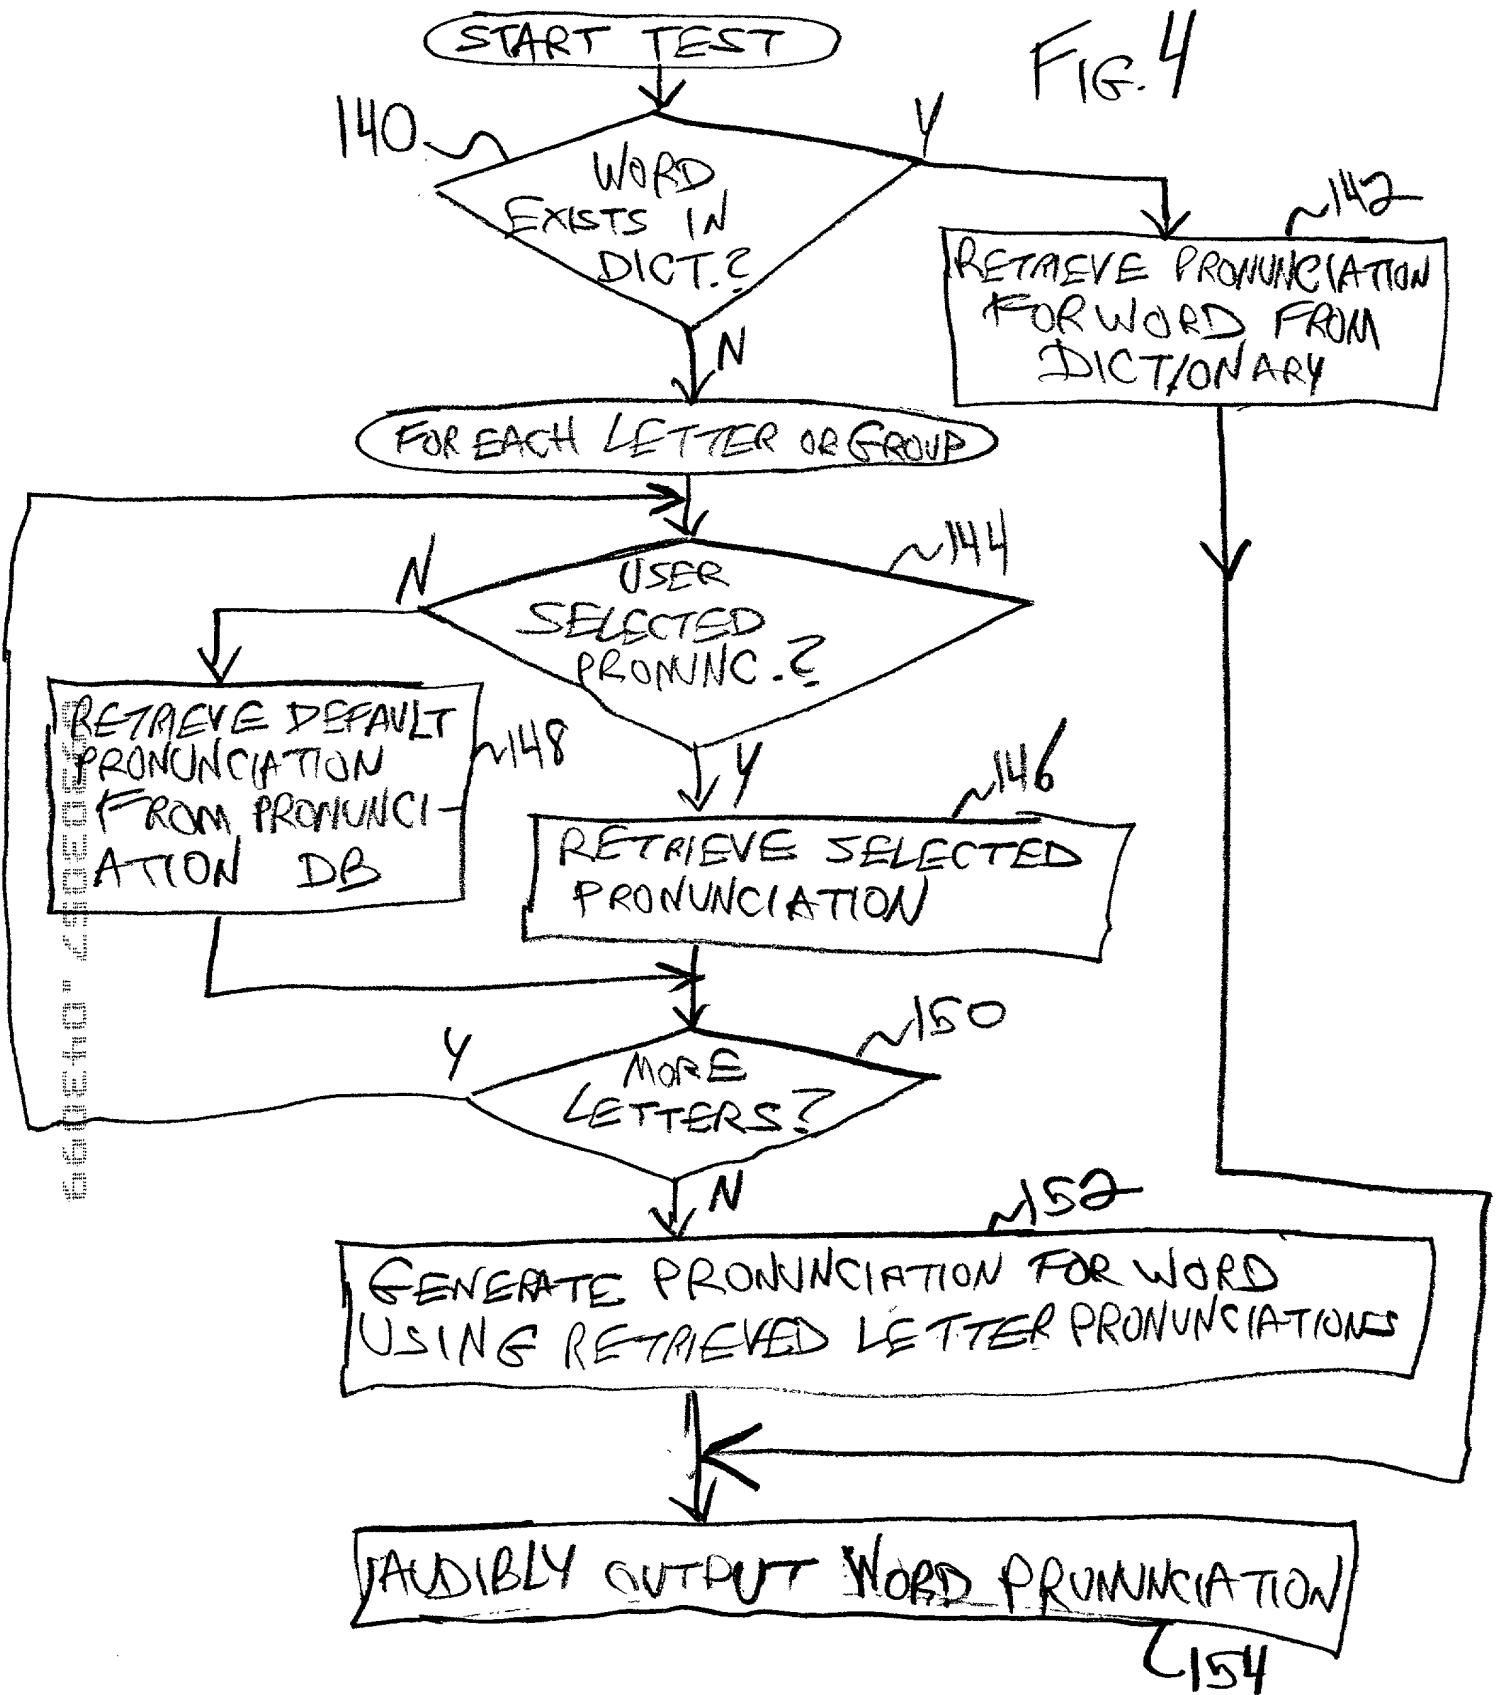 START TEST
FIG. 4
140
Y
WORD
EXISTS IN
DICT.?
142
RETRIEVE PRONUNCIATION
FOR WORD FROM
DICTIONARY
N
FOR EACH LETTER OR GROUP
144
N
USER
SELECTED
PRONUNC.?
RETRIEVE DEFAULT
PRONUNCIATION
FROM PRONUNCI-
ATION DB
148
Y
146
RETRIEVE SELECTED
PRONUNCIATION
150
Y
MORE
LETTERS?
N
152
GENERATE PRONUNCIATION FOR WORD
USING RETRIEVED LETTER PRONUNCIATIONS
AUDIBLY OUTPUT WORD PRONUNCIATION
154